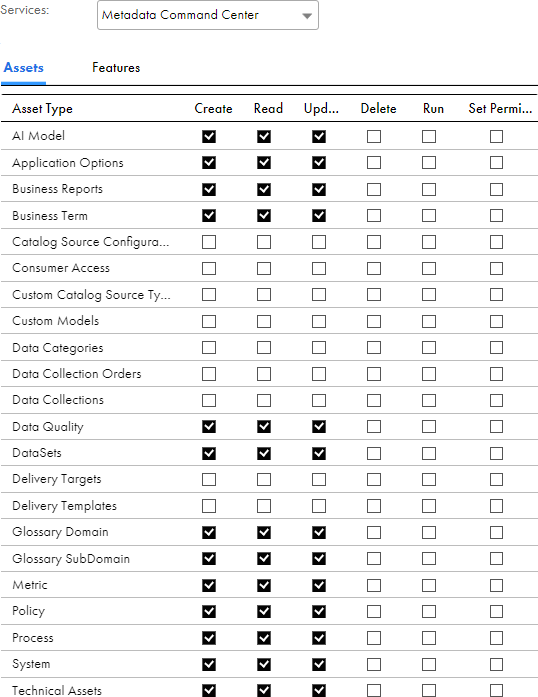 Services:
Metadata Command Center
Assets Features
Asset Type Create Read Upd... Delete Run Set Permi...
AI Model
Application Options
Business Reports
Business Term
Catalog Source Configura...
Consumer Access
Custom Catalog Source Ty...
Custom Models
Data Categories
Data Collection Orders
Data Collections
Data Quality
DataSets
Delivery Targets
Delivery Templates
Glossary Domain
Glossary SubDomain
Metric
Policy
Process
System
Technical Assets